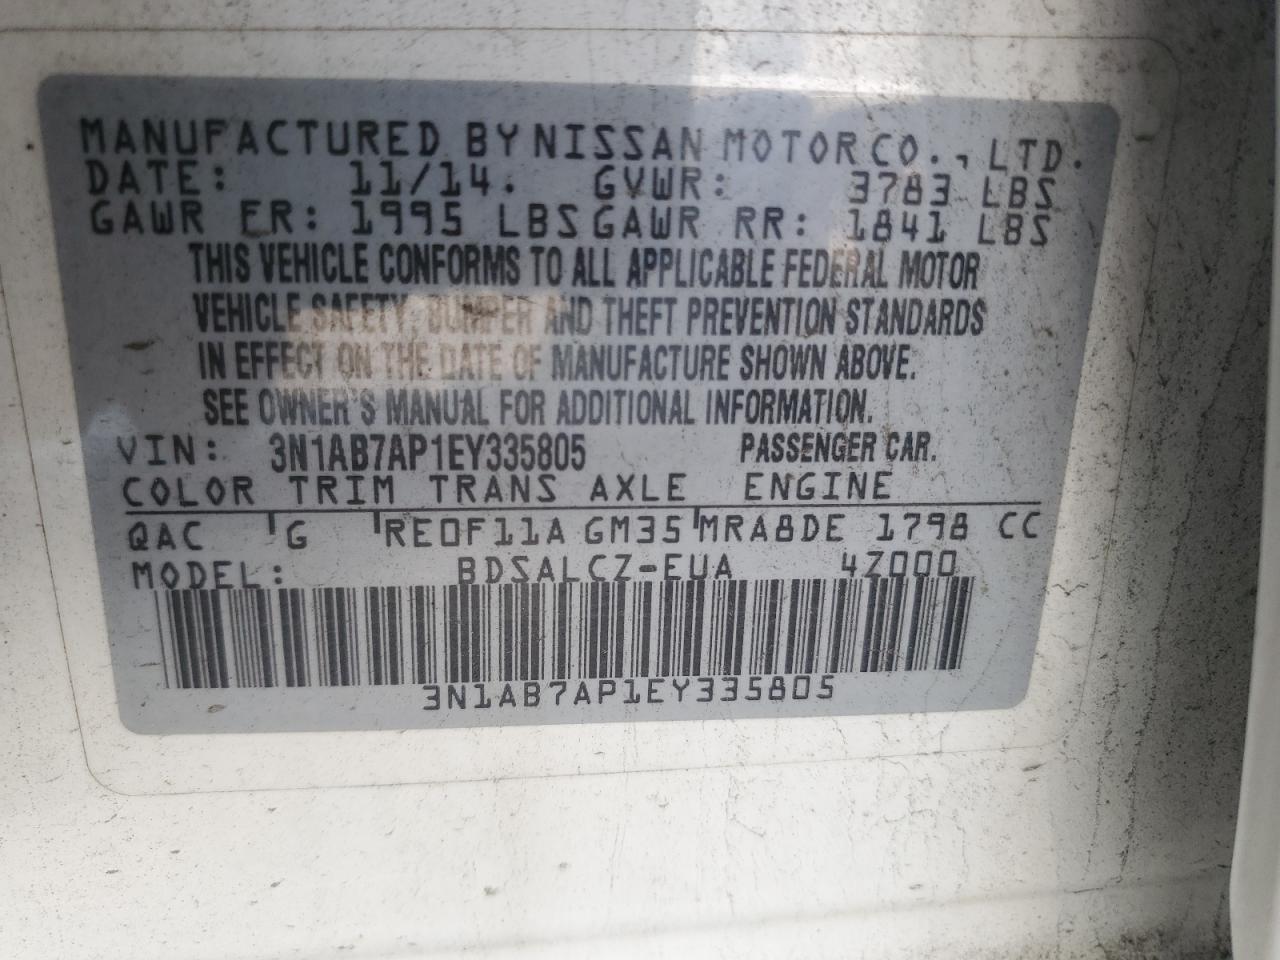 MANUFACTURED BY NISSAN MOTOR CO., LTD.
DATE: 11/14. GVWR: 3783 LBS
GAWR FR: 1995 LBS GAWR RR: 1841 LBS
THIS VEHICLE CONFORMS TO ALL APPLICABLE FEDERAL MOTOR
VEHICLE SAFETY, BUMPER AND THEFT PREVENTION STANDARDS
IN EFFECT ON THE DATE OF MANUFACTURE SHOWN ABOVE.
SEE OWNER'S MANUAL FOR ADDITIONAL INFORMATION.
VIN: 3N1AB7AP1EY335805 PASSENGER CAR.
COLOR TRIM TRANS AXLE ENGINE
QAC G RE0F11A GM35 MRA8DE 1798 CC
MODEL: BDSALCZ-EUA 4Z000
3N1AB7AP1EY335805